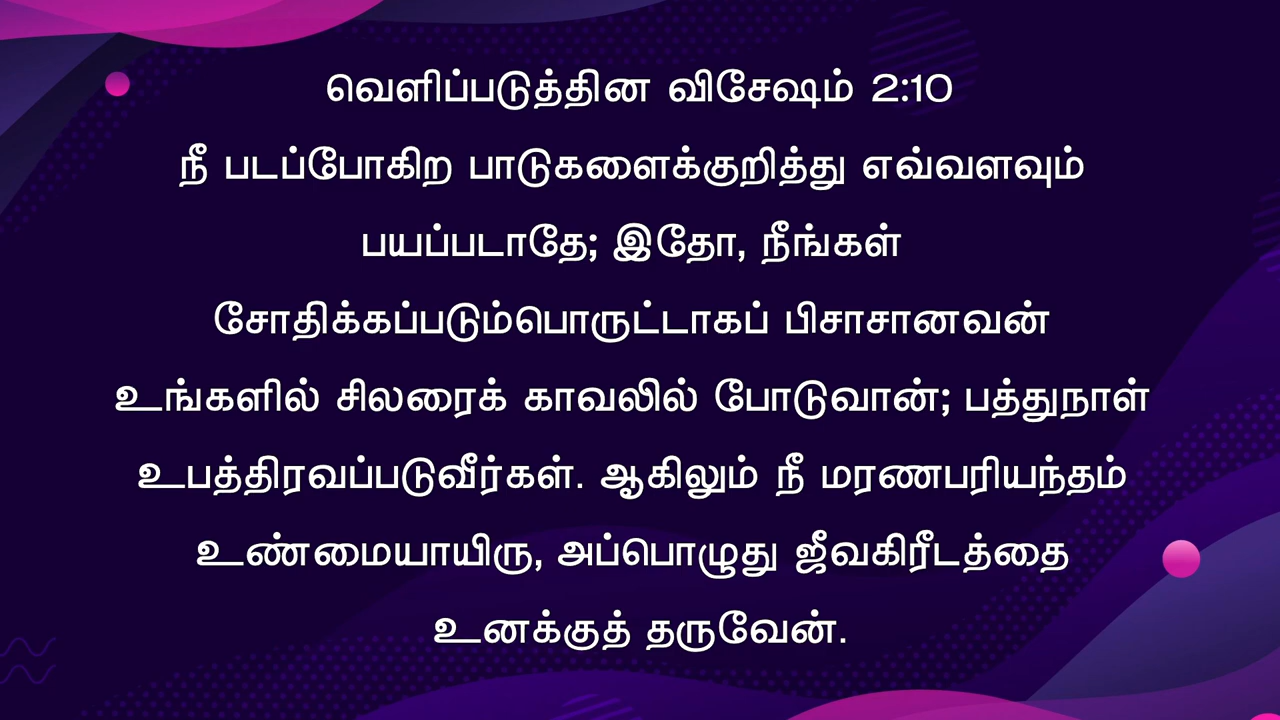 வெளிப்படுத்தின விசேஷம் 2:10
நீ படப்போகிற பாடுகளைக்குறித்து எவ்வளவும்
பயப்படாதே; இதோ, நீங்கள்
சோதிக்கப்படும்பொருட்டாகப் பிசாசானவன்
உங்களில் சிலரைக் காவலில் போடுவான்; பத்துநாள்
உபத்திரவப்படுவீர்கள். ஆகிலும் நீ மரணபரியந்தம்
உண்மையாயிரு, அப்பொழுது ஜீவகிரீடத்தை
உனக்குத் தருவேன்.